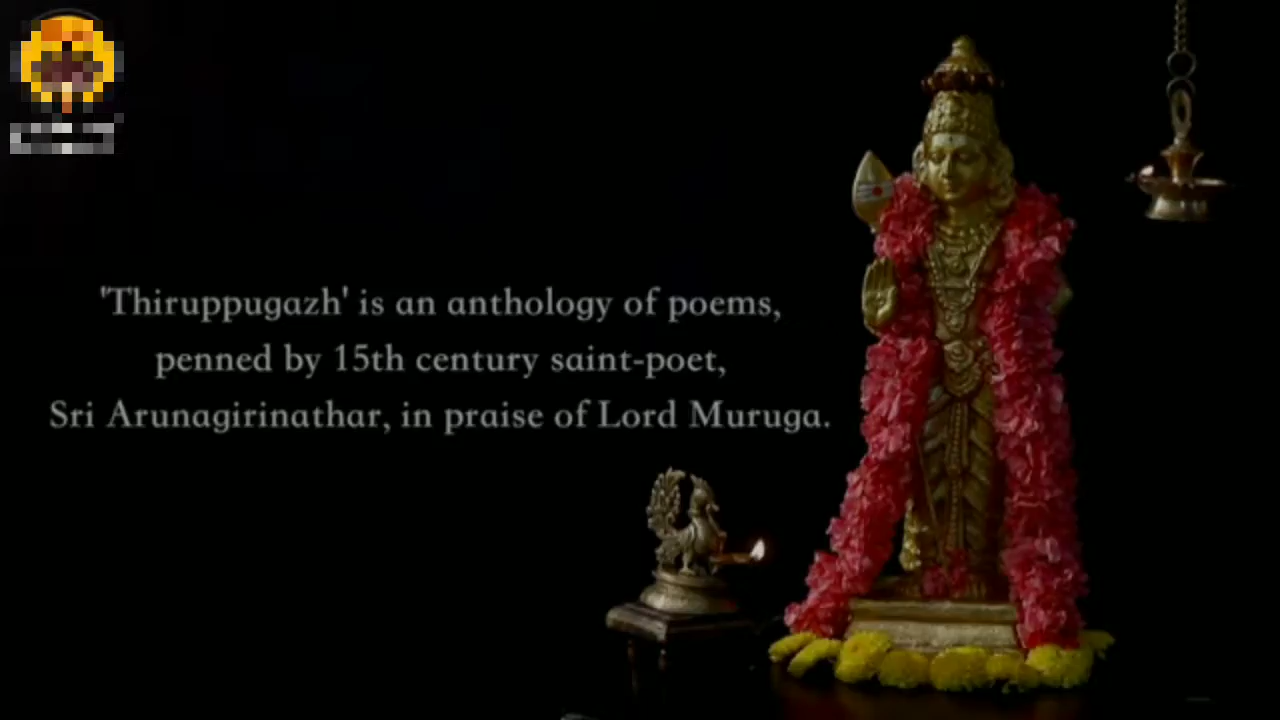 'Thiruppugazh' is an anthology of poems,
penned by 15th century saint-poet,
Sri Arunagirinathar, in praise of Lord Muruga.